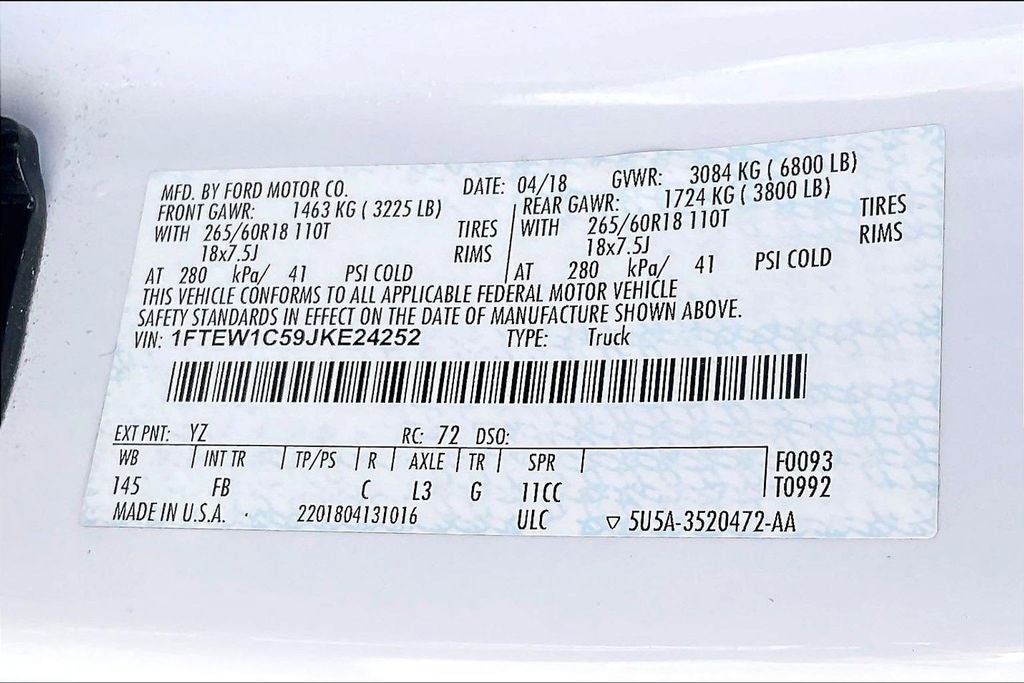 MFD. BY FORD MOTOR CO. DATE: 04/18 GVWR: 3084 KG ( 6800 LB)
FRONT GAWR: 1463 KG ( 3225 LB) REAR GAWR: 1724 KG ( 3800 LB)
WITH 265/60R18 110T TIRES WITH 265/60R18 110T TIRES
18x7.5J RIMS 18x7.5J RIMS
AT 280 kPa/ 41 PSI COLD AT 280 kPa/ 41 PSI COLD
THIS VEHICLE CONFORMS TO ALL APPLICABLE FEDERAL MOTOR VEHICLE
SAFETY STANDARDS IN EFFECT ON THE DATE OF MANUFACTURE SHOWN ABOVE.
VIN: 1FTEW1C59JKE24252 TYPE: Truck
EXT PNT: YZ RC: 72 DSO:
WB INT TR TP/PS R AXLE TR SPR F0093
145 FB C L3 G 11CC T0992
MADE IN U.S.A. 2201804131016 ULC ▽ 5U5A-3520472-AA